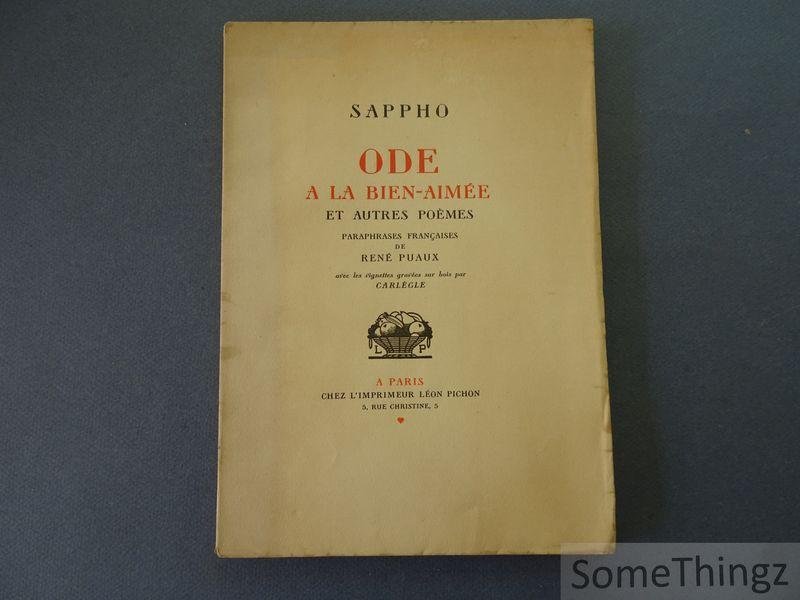 SAPPHO
ODE
A LA BIEN-AIMÉE
ET AUTRES POÈMES
PARAPHRASES FRANÇAISES
DE
RENÉ PUAUX
avec les vignettes gravées sur bois par
CARLÈGLE
L P
A PARIS
CHEZ L'IMPRIMEUR LÉON PICHON
5, RUE CHRISTINE, 5
SomeThingz